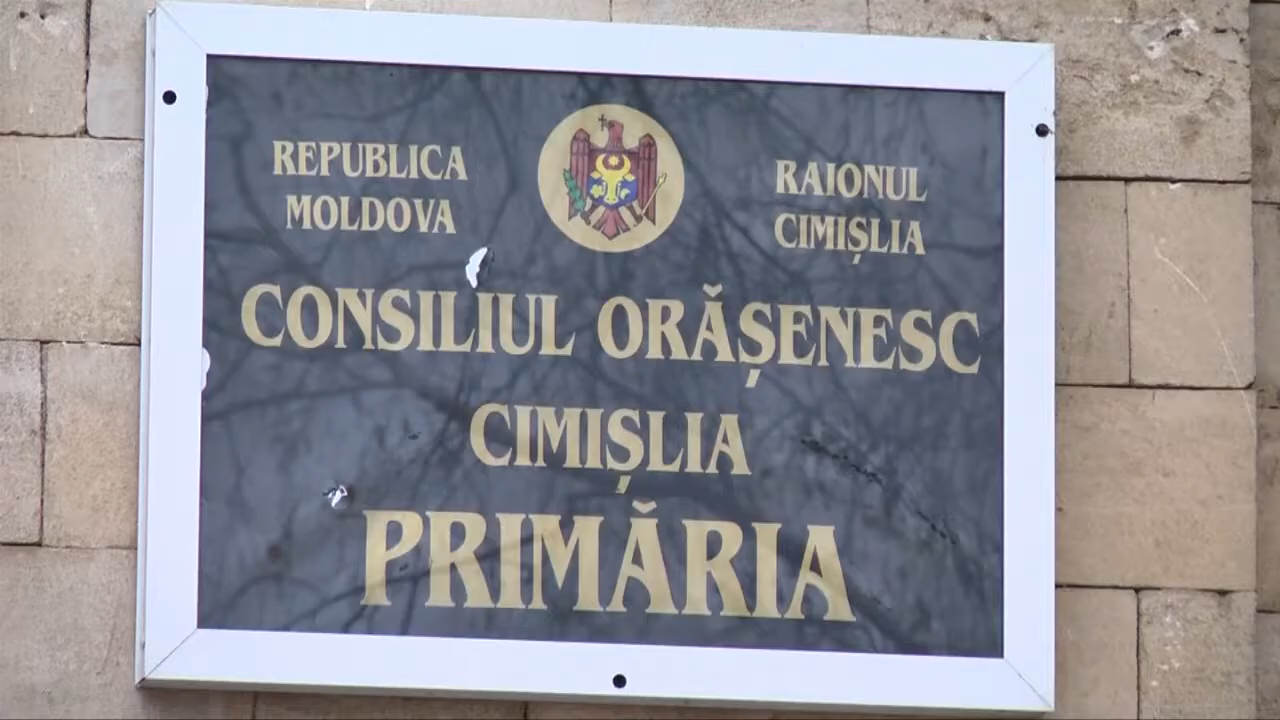 REPUBLICA
MOLDOVA
RAIONUL
CIMIȘLIA
CONSILIUL ORĂȘENESC
CIMIȘLIA
PRIMĂRIA